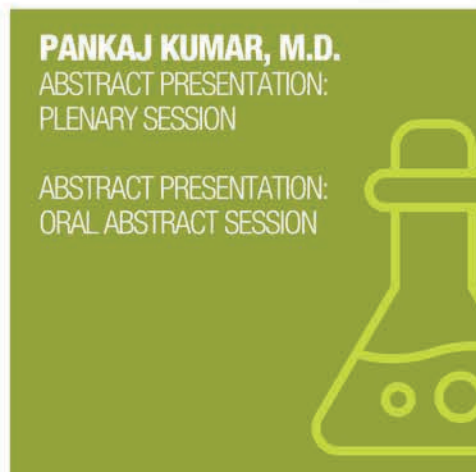 PANKAJ KUMAR, M.D.
ABSTRACT PRESENTATION:
PLENARY SESSION
ABSTRACT PRESENTATION:
ORAL ABSTRACT SESSION